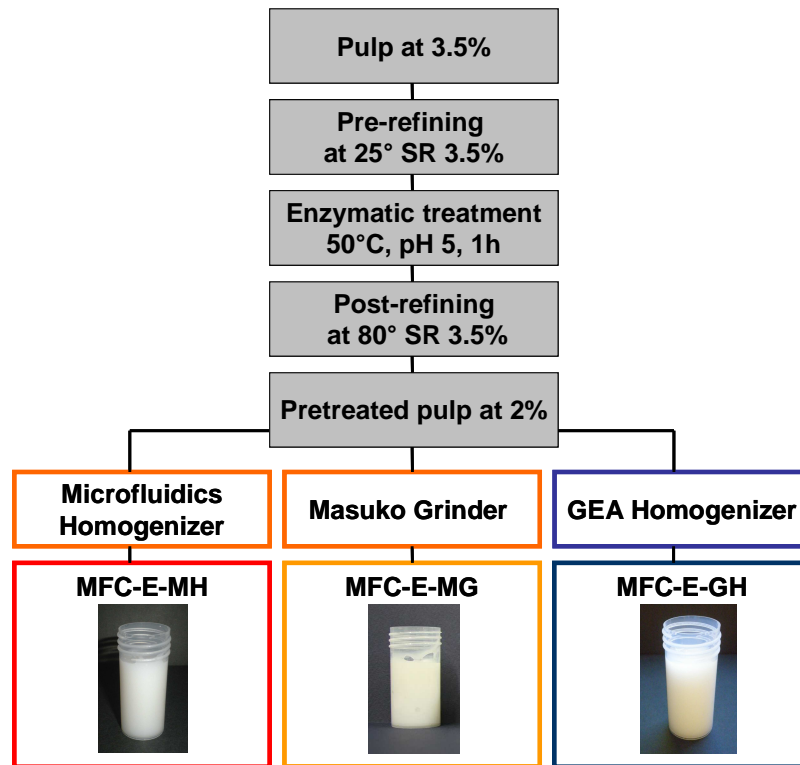 Pulp at 3.5%
Pre-refining
at 25° SR 3.5%
Enzymatic treatment
50°C, pH 5, 1h
Post-refining
at 80° SR 3.5%
Pretreated pulp at 2%
Microfluidics
Homogenizer
Masuko Grinder
GEA Homogenizer
MFC-E-MH
MFC-E-MG
MFC-E-GH